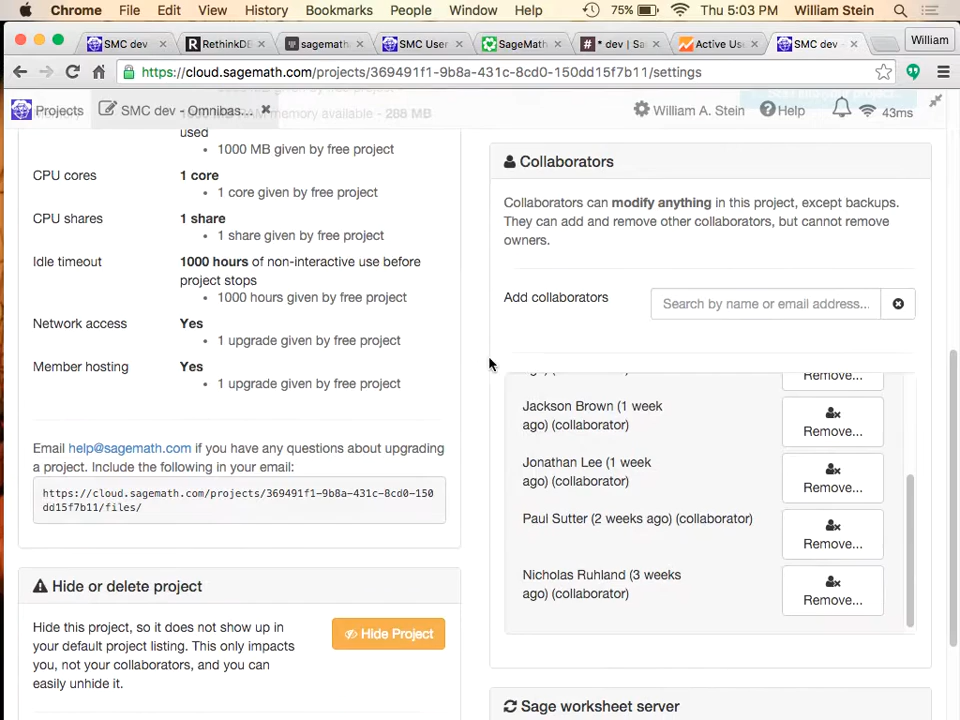 Chrome File Edit View History Bookmarks People Window Help 75% Thu 5:03 PM William Stein
SMC dev RethinkDE sagemath. SMC User SageMath * dev | Sa Active Use SMC dev - William
https://cloud.sagemath.com/projects/369491f1-9b8a-431c-8cd0-150dd15f7b11/settings
Projects SMC dev - Omnibas... William A. Stein Help 43ms
used
1000 MB given by free project
CPU cores 1 core
1 core given by free project
CPU shares 1 share
1 share given by free project
Idle timeout 1000 hours of non-interactive use before
project stops
1000 hours given by free project
Network access Yes
1 upgrade given by free project
Member hosting Yes
1 upgrade given by free project
Email help@sagemath.com if you have any questions about upgrading
a project. Include the following in your email:
https://cloud.sagemath.com/projects/369491f1-9b8a-431c-8cd0-150
dd15f7b11/files/
Hide or delete project
Hide this project, so it does not show up in
your default project listing. This only impacts
you, not your collaborators, and you can
easily unhide it.
Hide Project
Collaborators
Collaborators can modify anything in this project, except backups.
They can add and remove other collaborators, but cannot remove
owners.
Add collaborators Search by name or email address...
Remove...
Jackson Brown (1 week
ago) (collaborator)
Remove...
Jonathan Lee (1 week
ago) (collaborator)
Remove...
Paul Sutter (2 weeks ago) (collaborator)
Remove...
Nicholas Ruhland (3 weeks
ago) (collaborator)
Remove...
Sage worksheet server